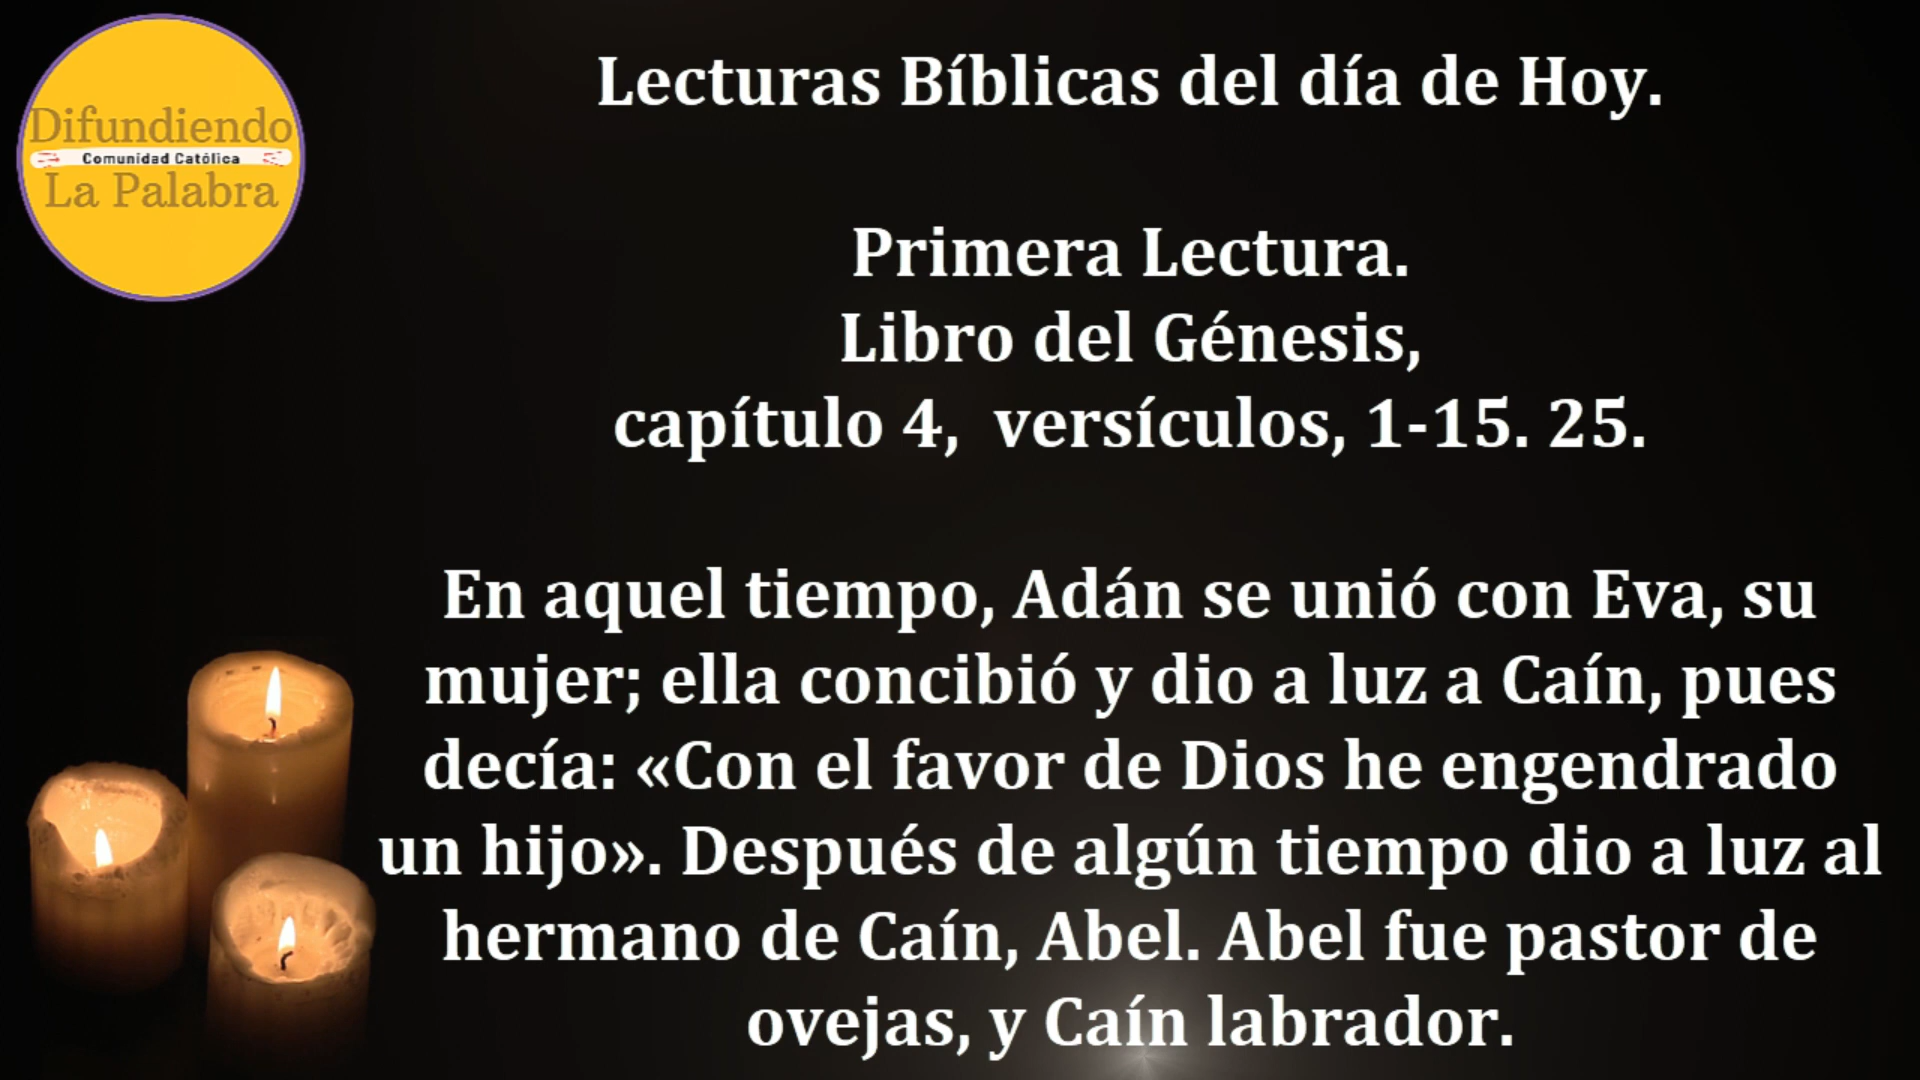 Difundiendo
Comunidad Católica
La Palabra
Lecturas Bíblicas del día de Hoy.
Primera Lectura.
Libro del Génesis,
capítulo 4,  versículos, 1-15. 25.
En aquel tiempo, Adán se unió con Eva, su
mujer; ella concibió y dio a luz a Caín, pues
decía: «Con el favor de Dios he engendrado
un hijo». Después de algún tiempo dio a luz al
hermano de Caín, Abel. Abel fue pastor de
ovejas, y Caín labrador.